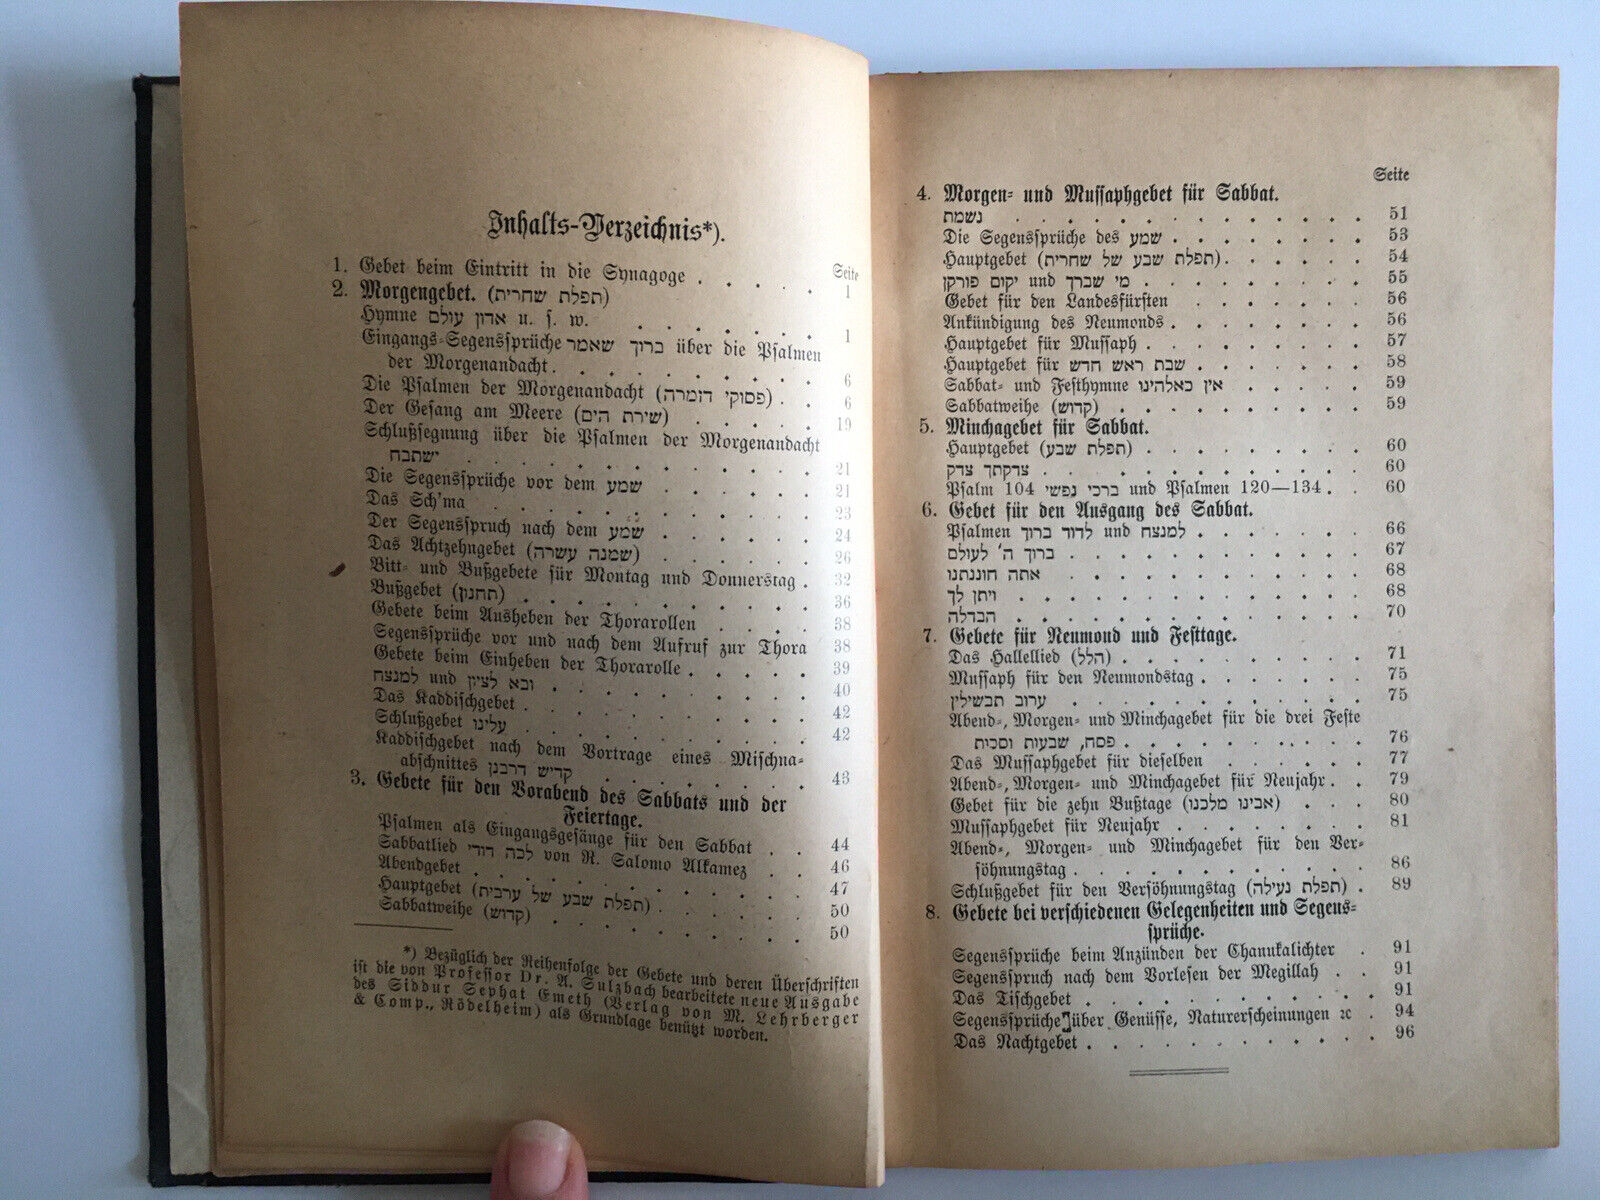 Inhalts-Verzeichnis*).
Seite
1. Gebet beim Eintritt in die Synagoge . . . . 1
2. Morgengebet. (תפלת שחרית)
Hymne אדון עולם u. s. w. . . . . . . 1
Eingangs-Segenssprüche ברוך שאמר über die Psalmen
der Morgenandacht . . . . . . . . 6
Die Psalmen der Morgenandacht (פסוקי דזמרה) . . 6
Der Gesang am Meere (שירת הים) . . . . . 19
Schlußsegnung über die Psalmen der Morgenandacht
ישתבח . . . . . . . . . . 21
Die Segenssprüche vor dem שמע . . . . . . 21
Das Sch'ma . . . . . . . . . . 23
Der Segensspruch nach dem שמע . . . . . . 24
Das Achtzehngebet (שמנה עשרה) . . . . . . 26
Bitt- und Bußgebete für Montag und Donnerstag . 32
Bußgebet (תחנון) . . . . . . . . . 36
Gebete beim Ausheben der Thorarollen . . . . 38
Segenssprüche vor und nach dem Aufruf zur Thora 38
Gebete beim Einheben der Thorarolle . . . . . 39
ובא לציון und למנצח . . . . . . . 40
Das Kaddischgebet . . . . . . . . . 42
Schlußgebet עלינו . . . . . . . . . 42
Kaddischgebet nach dem Vortrage eines Mischna-
abschnittes קדיש דרבנן . . . . . . . 43
3. Gebete für den Vorabend des Sabbats und der
Feiertage.
Psalmen als Eingangsgesänge für den Sabbat . . 44
Sabbatlied לכה דודי von R. Salomo Alkamez . . 46
Abendgebet . . . . . . . . . . 47
Hauptgebet (תפלת שבע של ערבית) . . . . . 50
Sabbatweihe (קדוש) . . . . . . . . 50
*) Bezüglich der Reihenfolge der Gebete und deren Überschriften
ist die von Professor Dr. A. Sulzbach bearbeitete neue Ausgabe
des Siddur Sephat Emeth (Verlag von M. Lehrberger
& Comp., Rödelheim) als Grundlage benützt worden.
Seite
4. Morgen- und Mussaphgebet für Sabbat.
נשמת . . . . . . . . . . . 51
Die Segenssprüche des שמע . . . . . . . 53
Hauptgebet (תפלת שבע של שחרית) . . . . . 54
מי שברך und יקום פורקן . . . . . . . 55
Gebet für den Landesfürsten . . . . . . . 56
Ankündigung des Neumonds . . . . . . . 56
Hauptgebet für Mussaph . . . . . . . . 57
Hauptgebet für שבת ראש חדש . . . . . . 58
Sabbat- und Festhymne אין כאלהינו . . . . . 59
Sabbatweihe (קדוש) . . . . . . . . . 59
5. Minchagebet für Sabbat.
Hauptgebet (תפלת שבע) . . . . . . . . 60
צדקתך צדק . . . . . . . . . . 60
Psalm 104 ברכי נפשי und Psalmen 120—134 . . 60
6. Gebet für den Ausgang des Sabbat.
Psalmen לדוד ברוך und למנצח . . . . . . 66
ברוך ה' לעולם . . . . . . . . . 67
אתה חוננתנו . . . . . . . . . . 68
ויתן לך . . . . . . . . . . . 68
הבדלה . . . . . . . . . . . 70
7. Gebete für Neumond und Festtage.
Das Hallellied (הלל) . . . . . . . . . 71
Mussaph für den Neumondstag . . . . . . 75
ערוב תבשילין . . . . . . . . . . 75
Abend-, Morgen- und Minchagebet für die drei Feste
פסח, שבעות וסכית . . . . . . . . 76
Das Mussaphgebet für dieselben . . . . . . 77
Abend-, Morgen- und Minchagebet für Neujahr . . 79
Gebet für die zehn Bußtage (אבינו מלכנו) . . . 80
Mussaphgebet für Neujahr . . . . . . . 81
Abend-, Morgen- und Minchagebet für den Ver-
söhnungstag . . . . . . . . . . 86
Schlußgebet für den Versöhnungstag (תפלת נעילה) . 89
8. Gebete bei verschiedenen Gelegenheiten und Segens-
sprüche.
Segenssprüche beim Anzünden der Chanukalichter . 91
Segensspruch nach dem Vorlesen der Megillah . . 91
Das Tischgebet . . . . . . . . . . 91
Segenssprüche über Genüsse, Naturerscheinungen ꝛc . 94
Das Nachtgebet . . . . . . . . . . 96